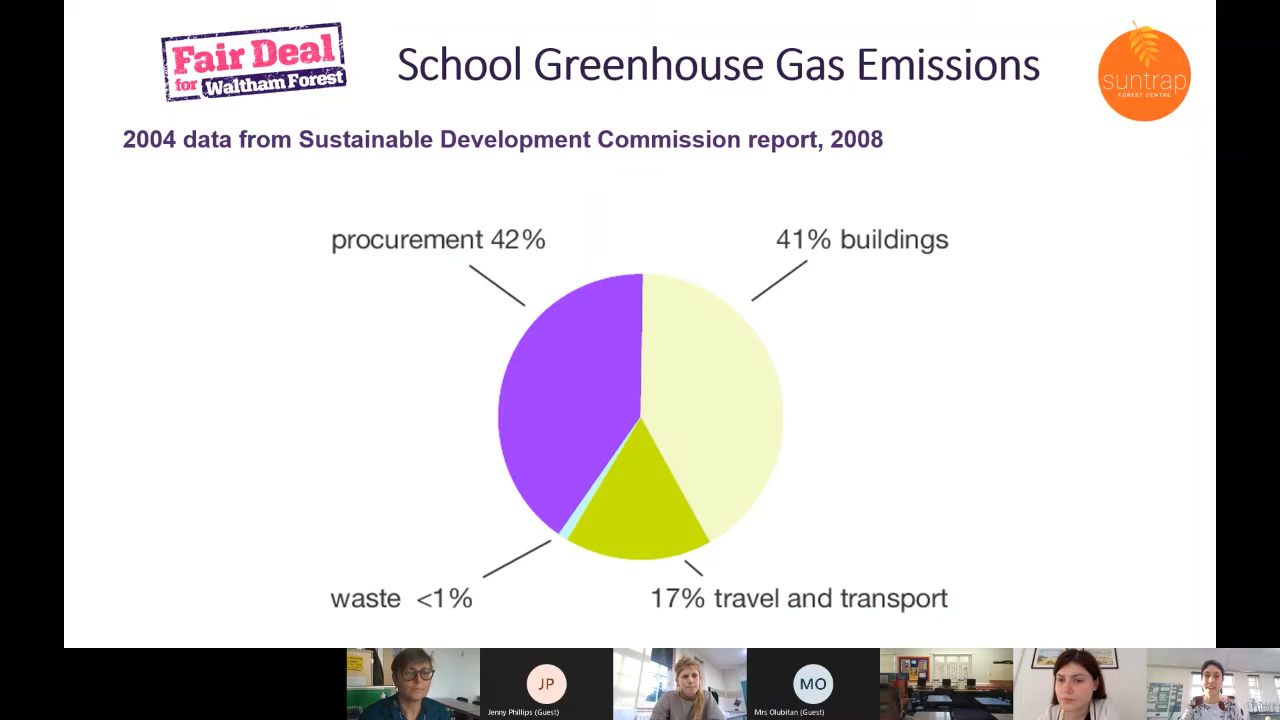 Fair Deal
for Waltham Forest
School Greenhouse Gas Emissions
suntrap
FOREST CENTRE
2004 data from Sustainable Development Commission report, 2008
procurement 42%
41% buildings
waste <1%
17% travel and transport
JP
Jenny Phillips (Guest)
MO
Mrs Olubitan (Guest)